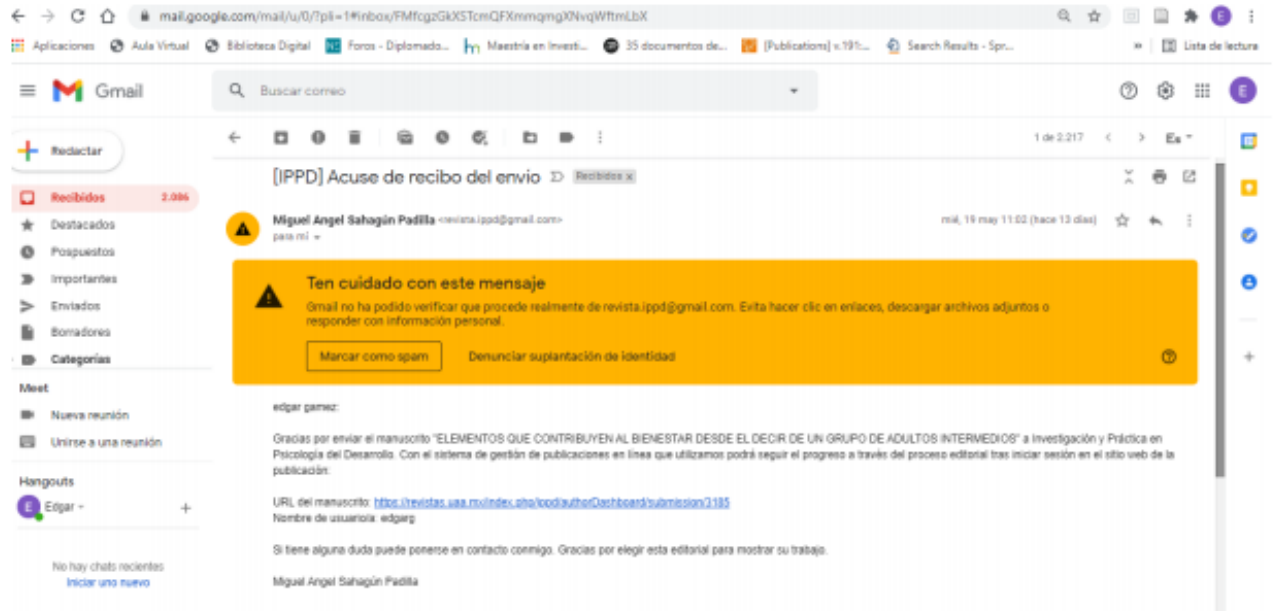 mail.google.com/mail/u/0/?pli=1#inbox/FMfcgzGkXSTcmQFXmmqmgXNvqWftmLbX
Aplicaciones Aula Virtual Biblioteca Digital Foros - Diplomado... Maestría en Investi... 35 documentos de... [Publications] v.191:... Search Results - Spr... » Lista de lectura
Gmail Buscar correo E
Redactar 1 de 2.217 Es
[IPPD] Acuse de recibo del envío Recibidos x
Recibidos 2.086
Miguel Angel Sahagún Padilla <revista.ippd@gmail.com> mié, 19 may 11:02 (hace 13 días)
para mí
Destacados
Pospuestos
Importantes
Enviados
Borradores
Categorías
Ten cuidado con este mensaje
Gmail no ha podido verificar que procede realmente de revista.ippd@gmail.com. Evita hacer clic en enlaces, descargar archivos adjuntos o
responder con información personal.
Marcar como spam Denunciar suplantación de identidad
Meet
Nueva reunión
Unirse a una reunión
Hangouts
E Edgar +
No hay chats recientes
Iniciar uno nuevo
edgar gamez:
Gracias por enviar el manuscrito "ELEMENTOS QUE CONTRIBUYEN AL BIENESTAR DESDE EL DECIR DE UN GRUPO DE ADULTOS INTERMEDIOS" a Investigación y Práctica en
Psicología del Desarrollo. Con el sistema de gestión de publicaciones en línea que utilizamos podrá seguir el progreso a través del proceso editorial tras iniciar sesión en el sitio web de la
publicación:
URL del manuscrito: https://revistas.uaa.mx/index.php/ippd/authorDashboard/submission/3185
Nombre de usuario/a: edgarg
Si tiene alguna duda puede ponerse en contacto conmigo. Gracias por elegir esta editorial para mostrar su trabajo.
Miguel Angel Sahagún Padilla